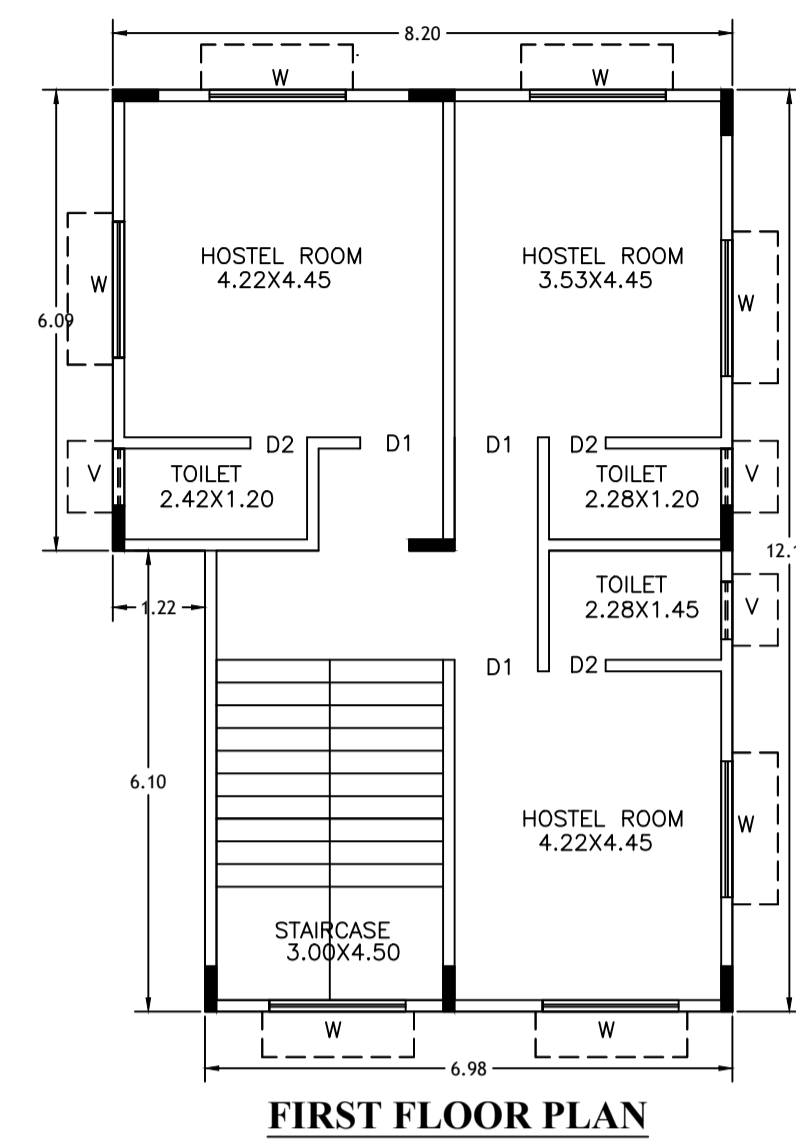 8.20
W
W
HOSTEL ROOM
4.22X4.45
HOSTEL ROOM
3.53X4.45
W
W
6.09
D2
D1
D1
D2
V
TOILET
2.42X1.20
TOILET
2.28X1.20
V
12.1
1.22
TOILET
2.28X1.45
V
D1
D2
6.10
HOSTEL ROOM
4.22X4.45
W
STAIRCASE
3.00X4.50
W
W
6.98
FIRST FLOOR PLAN